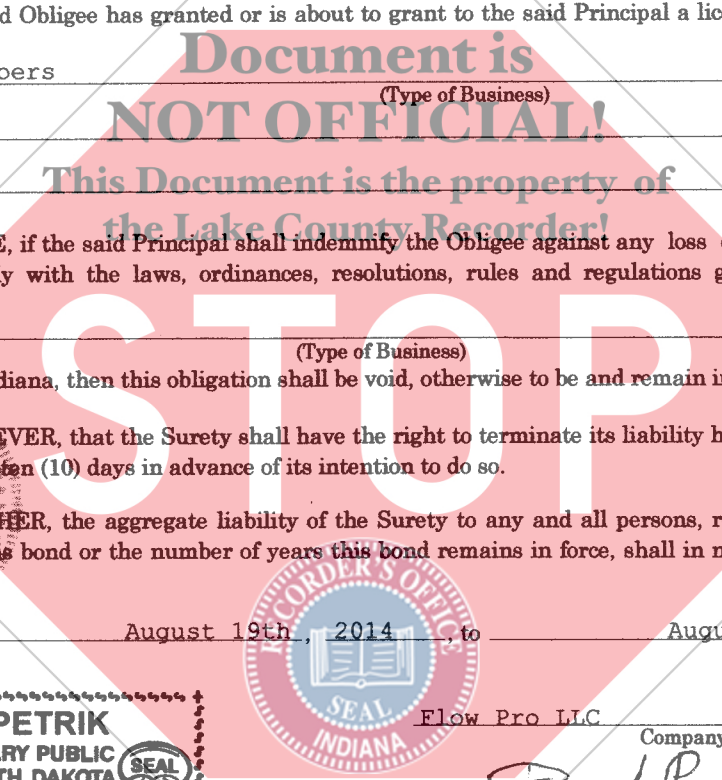 d Obligee has granted or is about to grant to the said Principal a lic
Document is
bers
(Type of Business)
NOT OFFICIAL!
This Document is the property of
the Lake County Recorder!
E, if the said Principal shall indemnify the Obligee against any loss
y with the laws, ordinances, resolutions, rules and regulations g
STOP
(Type of Business)
diana, then this obligation shall be void, otherwise to be and remain in
EVER, that the Surety shall have the right to terminate its liability h
ten (10) days in advance of its intention to do so.
HER, the aggregate liability of the Surety to any and all persons, r
s bond or the number of years this bond remains in force, shall in n
August 19th, 2014, to Augu
RECORDER'S OFFICE
SEAL
INDIANA
PETRIK
ARY PUBLIC
TH DAKOTA
SEAL
Flow Pro LLC
Company